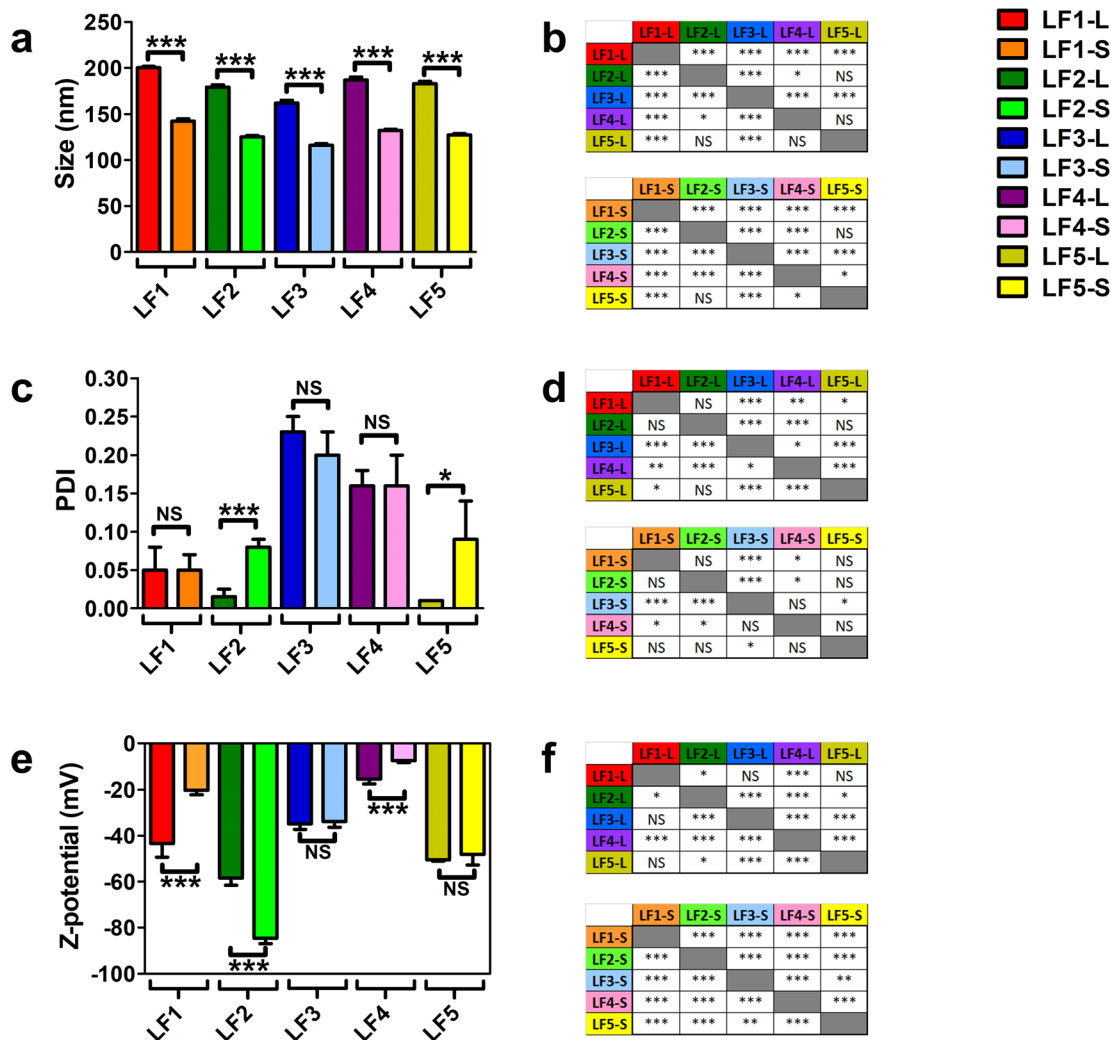 a
Size (nm)
250
200
150
100
50
0
*** *** *** *** ***
LF1 LF2 LF3 LF4 LF5
b
LF1-L LF2-L LF3-L LF4-L LF5-L
LF1-L *** *** *** ***
LF2-L *** *** * NS
LF3-L *** *** *** ***
LF4-L *** * *** NS
LF5-L *** NS *** NS
LF1-S LF2-S LF3-S LF4-S LF5-S
LF1-S *** *** *** ***
LF2-S *** *** *** NS
LF3-S *** *** *** ***
LF4-S *** *** *** *
LF5-S *** NS *** *
LF1-L
LF1-S
LF2-L
LF2-S
LF3-L
LF3-S
LF4-L
LF4-S
LF5-L
LF5-S
c
PDI
0.30
0.25
0.20
0.15
0.10
0.05
0.00
NS *** NS NS *
LF1 LF2 LF3 LF4 LF5
d
LF1-L LF2-L LF3-L LF4-L LF5-L
LF1-L NS *** ** *
LF2-L NS *** *** NS
LF3-L *** *** * ***
LF4-L ** *** * ***
LF5-L * NS *** ***
LF1-S LF2-S LF3-S LF4-S LF5-S
LF1-S NS *** * NS
LF2-S NS *** * NS
LF3-S *** *** NS *
LF4-S * * NS NS
LF5-S NS NS * NS
e
Z-potential (mV)
0
-20
-40
-60
-80
-100
*** *** NS *** NS
LF1 LF2 LF3 LF4 LF5
f
LF1-L LF2-L LF3-L LF4-L LF5-L
LF1-L * NS *** NS
LF2-L * *** *** *
LF3-L NS *** *** ***
LF4-L *** *** *** ***
LF5-L NS * *** ***
LF1-S LF2-S LF3-S LF4-S LF5-S
LF1-S *** *** *** ***
LF2-S *** *** *** ***
LF3-S *** *** *** **
LF4-S *** *** *** ***
LF5-S *** *** ** ***